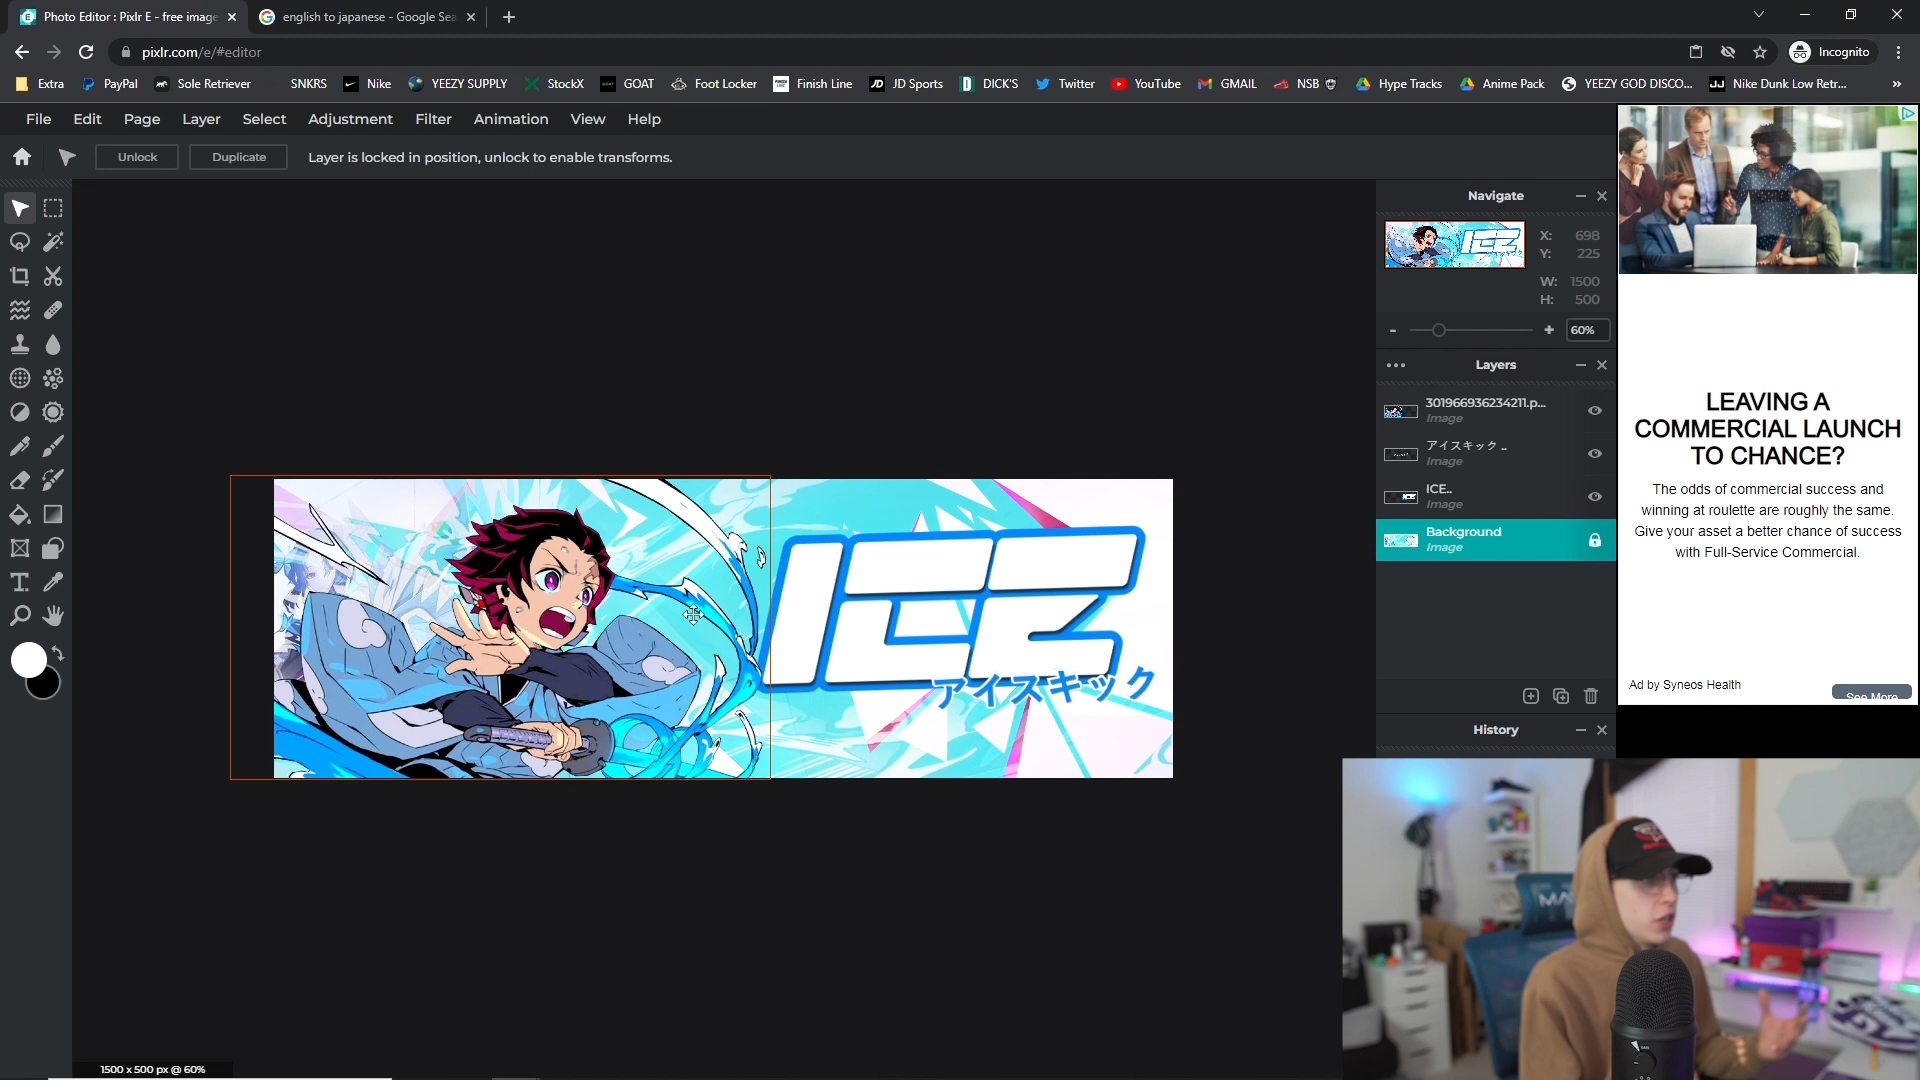 Photo Editor : Pixlr E - free image
english to japanese - Google Sea
pixlr.com/e/#editor
Incognito
Extra
PayPal
Sole Retriever
SNKRS
Nike
YEEZY SUPPLY
StockX
GOAT
Foot Locker
Finish Line
JD Sports
DICK'S
Twitter
YouTube
GMAIL
NSB
Hype Tracks
Anime Pack
YEEZY GOD DISCO...
Nike Dunk Low Retr...
File Edit Page Layer Select Adjustment Filter Animation View Help
Unlock
Duplicate
Layer is locked in position, unlock to enable transforms.
Navigate
X: 698
Y: 225
W: 1500
H: 500
60%
Layers
301966936234211.p...
Image
アイスキック ..
Image
ICE..
Image
Background
Image
History
ICE
アイスキック
1500 x 500 px @ 60%
LEAVING A
COMMERCIAL LAUNCH
TO CHANCE?
The odds of commercial success and
winning at roulette are roughly the same.
Give your asset a better chance of success
with Full-Service Commercial.
Ad by Syneos Health
See More